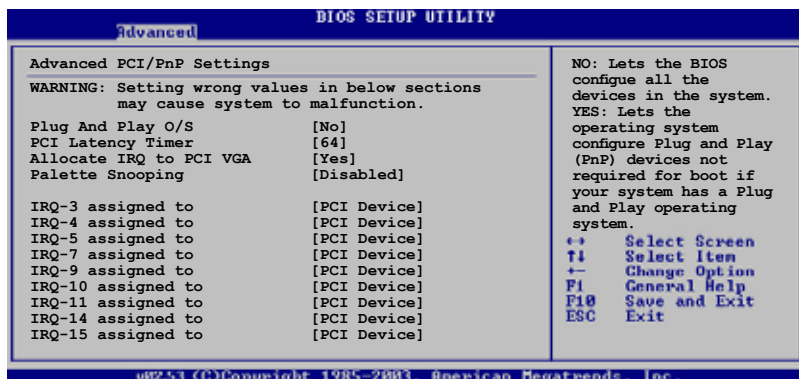 BIOS SETUP UTILITY
Advanced
Advanced PCI/PnP Settings
WARNING: Setting wrong values in below sections
may cause system to malfunction.
Plug And Play O/S [No]
PCI Latency Timer [64]
Allocate IRQ to PCI VGA [Yes]
Palette Snooping [Disabled]
IRQ-3 assigned to [PCI Device]
IRQ-4 assigned to [PCI Device]
IRQ-5 assigned to [PCI Device]
IRQ-7 assigned to [PCI Device]
IRQ-9 assigned to [PCI Device]
IRQ-10 assigned to [PCI Device]
IRQ-11 assigned to [PCI Device]
IRQ-14 assigned to [PCI Device]
IRQ-15 assigned to [PCI Device]
NO: Lets the BIOS
configue all the
devices in the system.
YES: Lets the
operating system
configure Plug and Play
(PnP) devices not
required for boot if
your system has a Plug
and Play operating
system.
↔ Select Screen
↑↓ Select Item
+- Change Option
F1 General Help
F10 Save and Exit
ESC Exit
v02.53 (C)Copyright 1985-2003, American Megatrends, Inc.